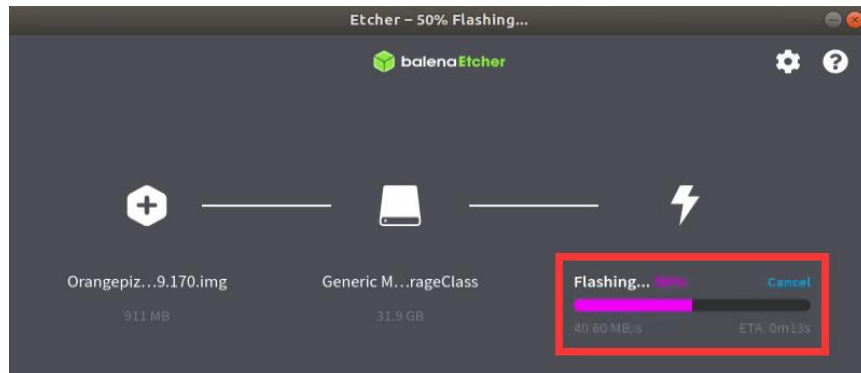 Etcher – 50% Flashing...
balenaEtcher
Orangepiz...9.170.img
911 MB
Generic M...rageClass
31.9 GB
Flashing... 50%
Cancel
40.60 MB/s
ETA: 0m13s